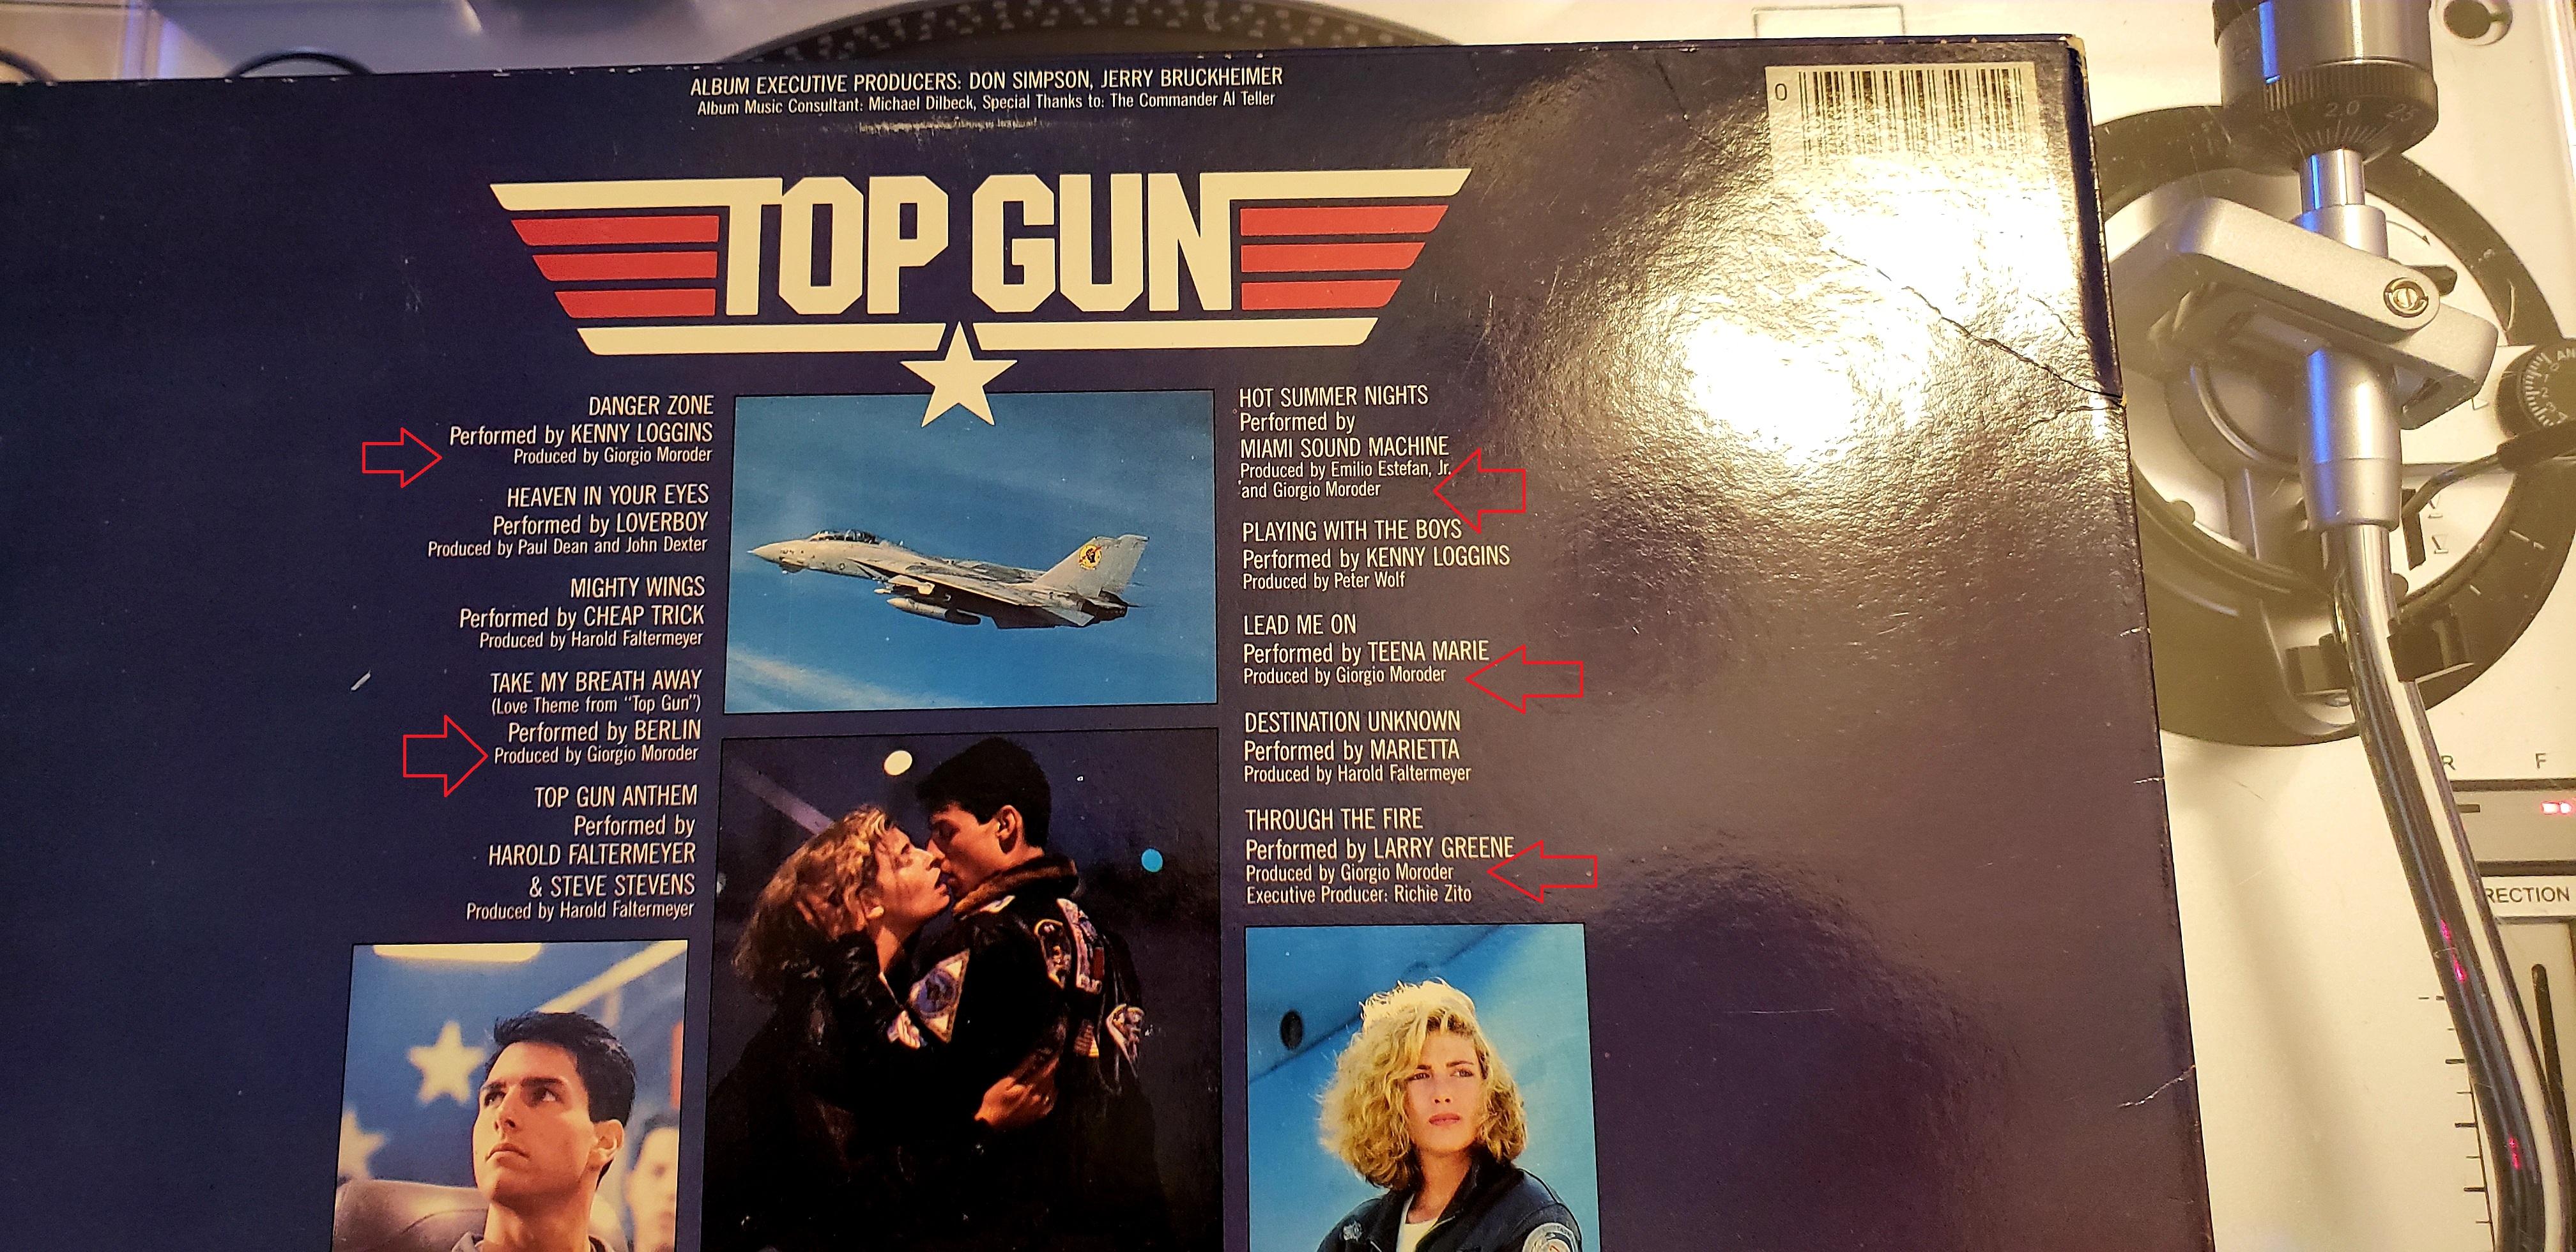 ALBUM EXECUTIVE PRODUCERS: DON SIMPSON, JERRY BRUCKHEIMER
Album Music Consultant: Michael Dilbeck, Special Thanks to: The Commander Al Teller
0
TOP GUN
DANGER ZONE
Performed by KENNY LOGGINS
Produced by Giorgio Moroder
HEAVEN IN YOUR EYES
Performed by LOVERBOY
Produced by Paul Dean and John Dexter
MIGHTY WINGS
Performed by CHEAP TRICK
Produced by Harold Faltermeyer
TAKE MY BREATH AWAY
(Love Theme from “Top Gun”)
Performed by BERLIN
Produced by Giorgio Moroder
TOP GUN ANTHEM
Performed by
HAROLD FALTERMEYER
& STEVE STEVENS
Produced by Harold Faltermeyer
HOT SUMMER NIGHTS
Performed by
MIAMI SOUND MACHINE
Produced by Emilio Estefan, Jr.
and Giorgio Moroder
PLAYING WITH THE BOYS
Performed by KENNY LOGGINS
Produced by Peter Wolf
LEAD ME ON
Performed by TEENA MARIE
Produced by Giorgio Moroder
DESTINATION UNKNOWN
Performed by MARIETTA
Produced by Harold Faltermeyer
THROUGH THE FIRE
Performed by LARRY GREENE
Produced by Giorgio Moroder
Executive Producer: Richie Zito
2.0 2.5
AN
R F
RECTION